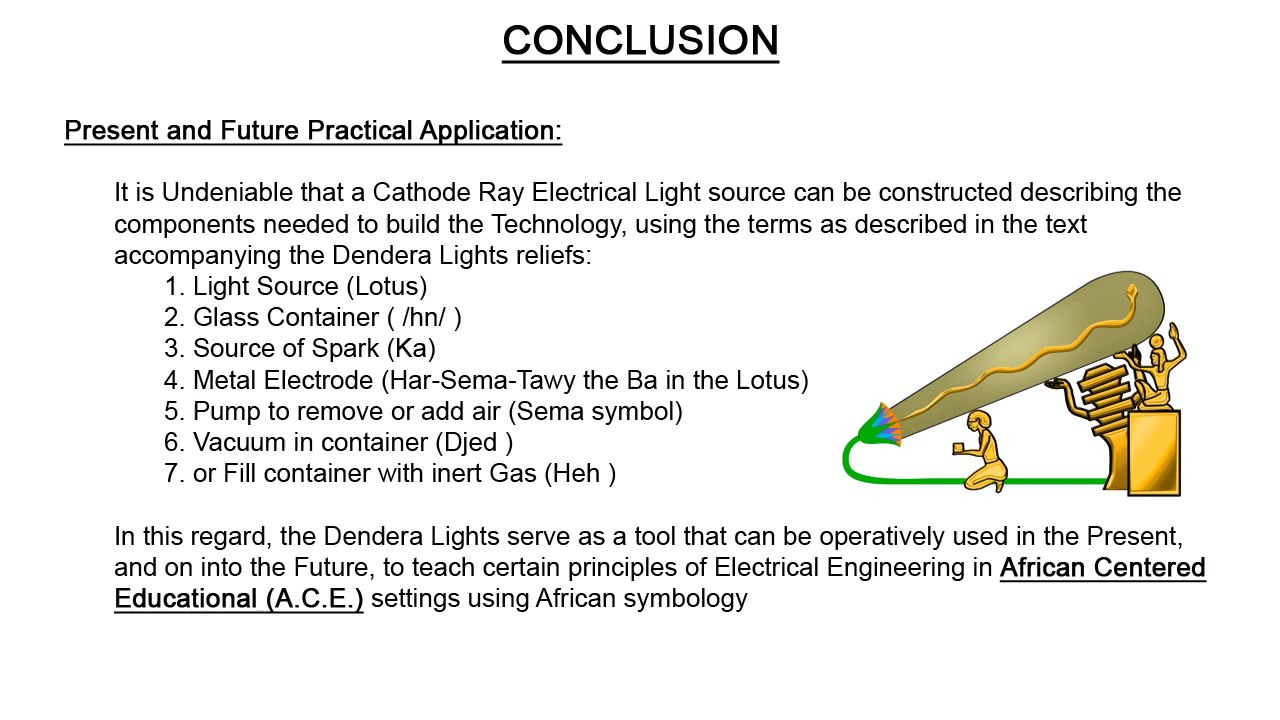 CONCLUSION
Present and Future Practical Application:
It is Undeniable that a Cathode Ray Electrical Light source can be constructed describing the
components needed to build the Technology, using the terms as described in the text
accompanying the Dendera Lights reliefs:
1. Light Source (Lotus)
2. Glass Container ( /hn/ )
3. Source of Spark (Ka)
4. Metal Electrode (Har-Sema-Tawy the Ba in the Lotus)
5. Pump to remove or add air (Sema symbol)
6. Vacuum in container (Djed )
7. or Fill container with inert Gas (Heh )
In this regard, the Dendera Lights serve as a tool that can be operatively used in the Present,
and on into the Future, to teach certain principles of Electrical Engineering in African Centered
Educational (A.C.E.) settings using African symbology